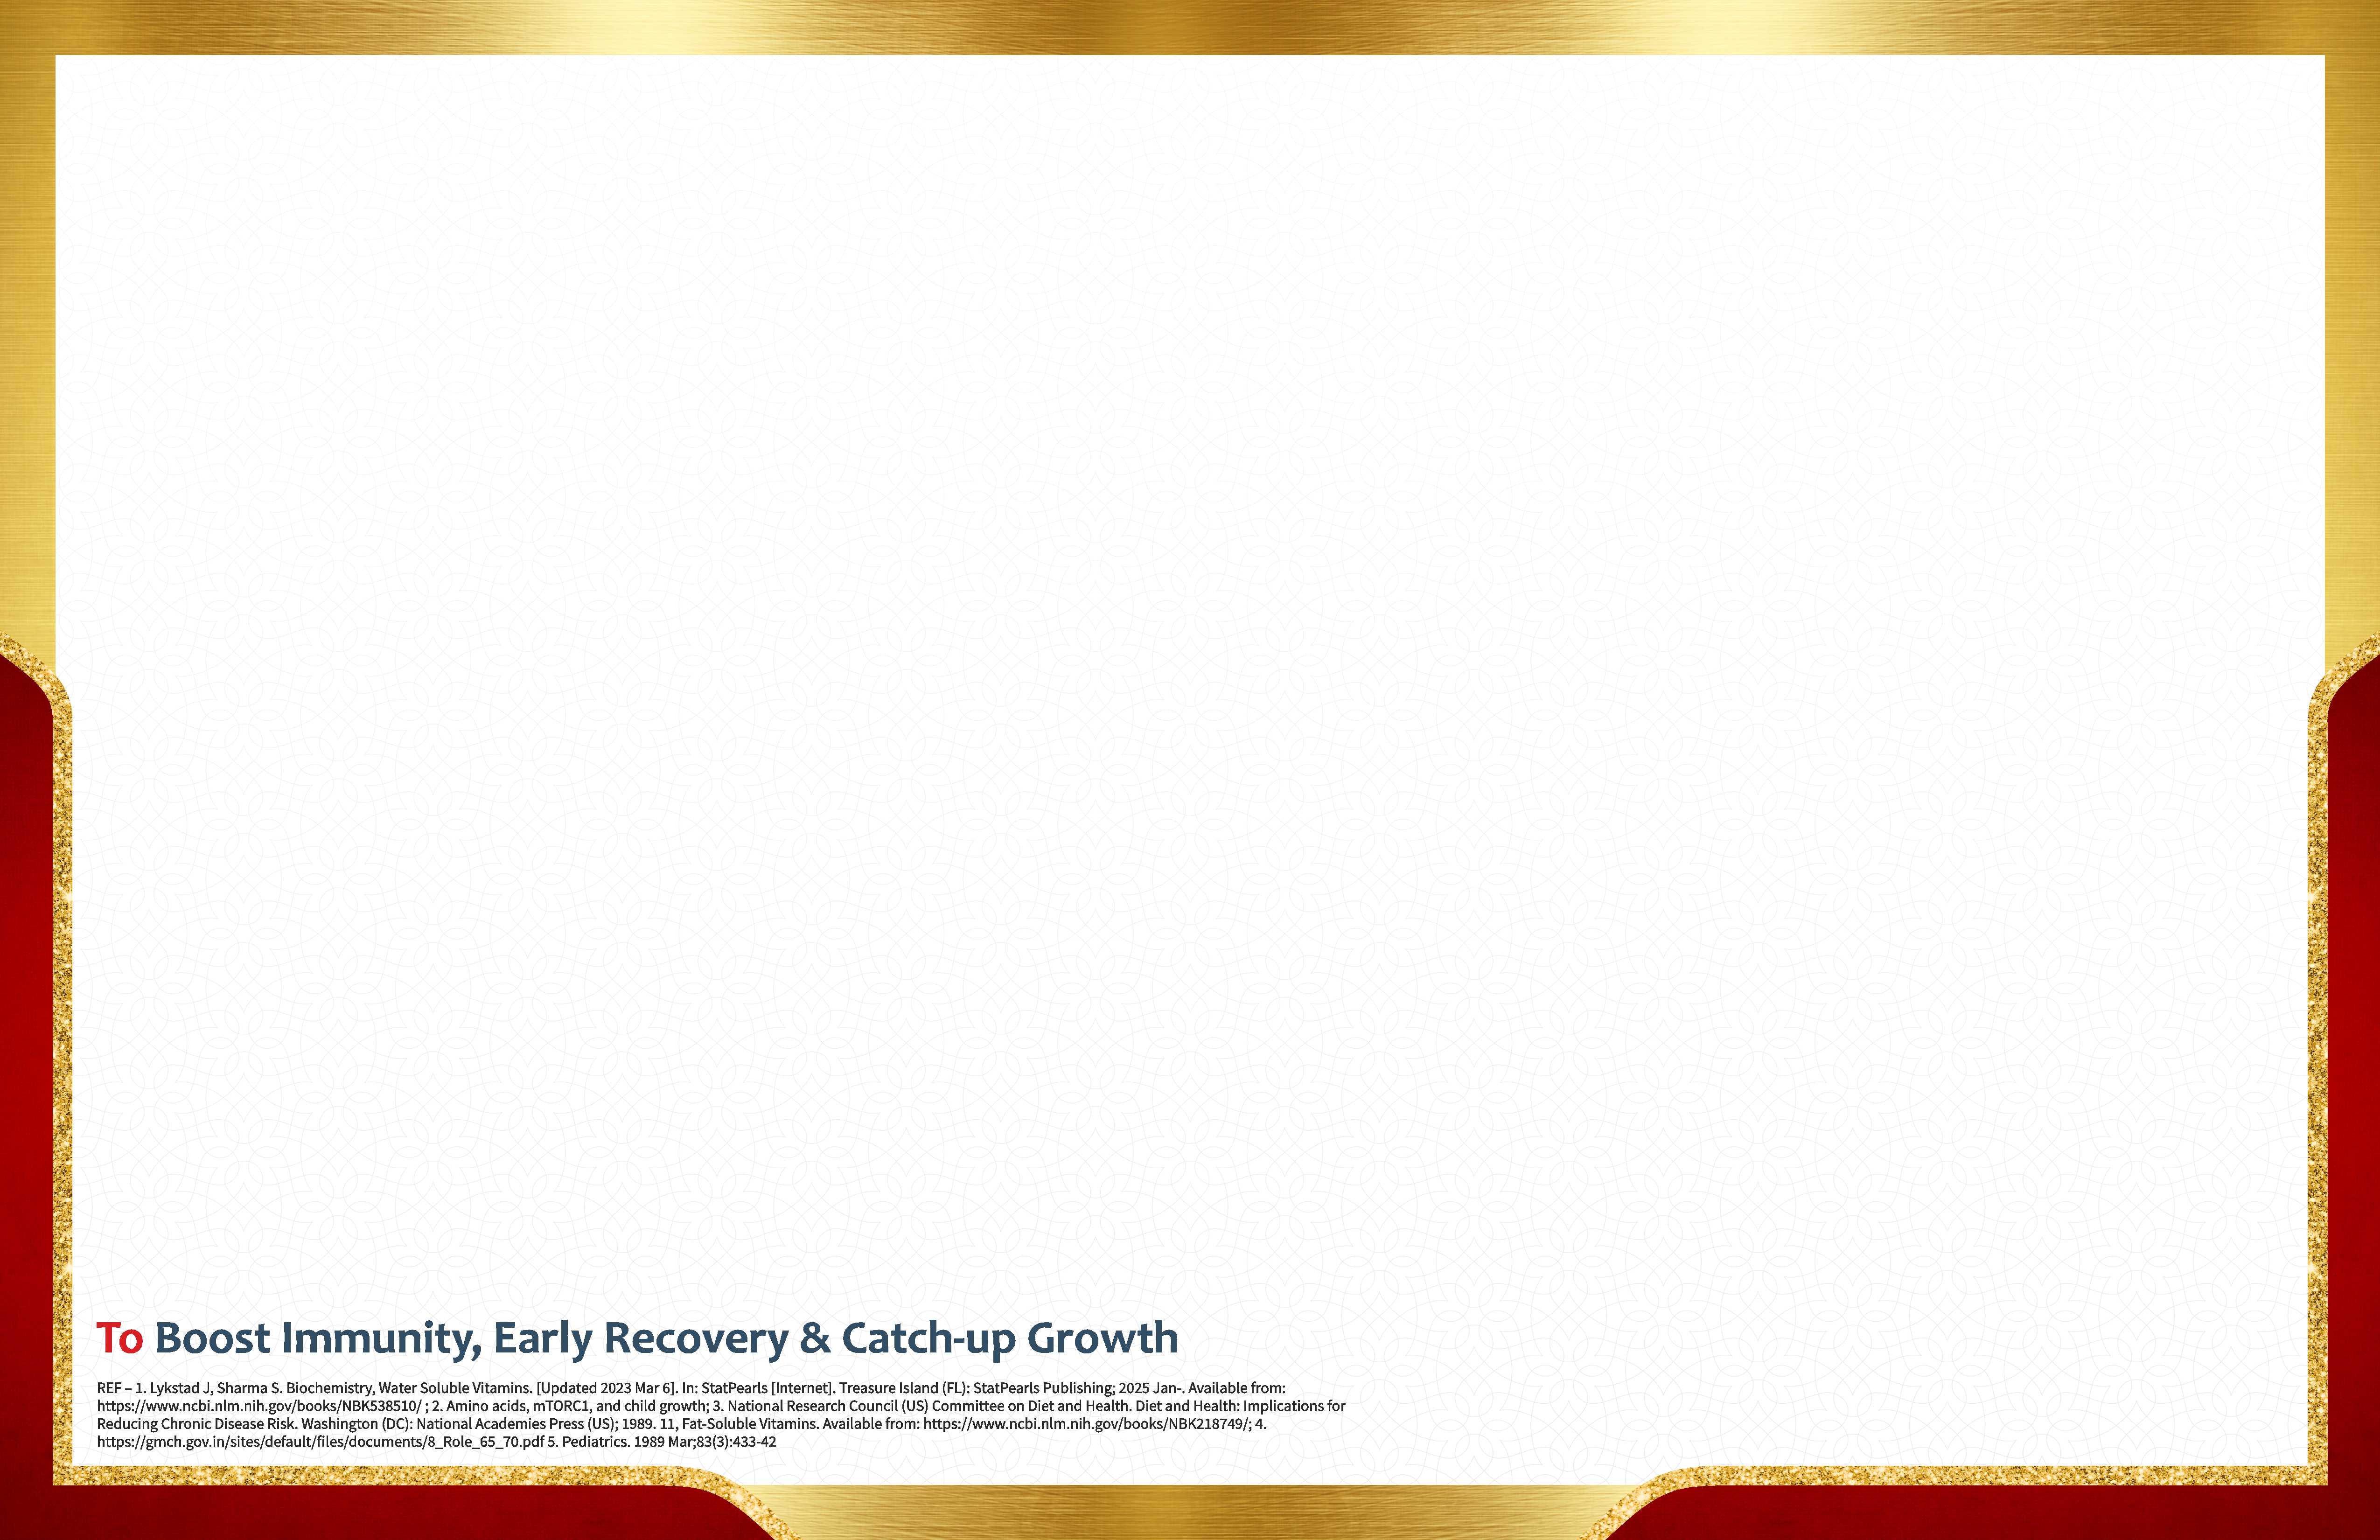 To Boost Immunity, Early Recovery & Catch-up Growth
REF – 1. Lykstad J, Sharma S. Biochemistry, Water Soluble Vitamins. [Updated 2023 Mar 6]. In: StatPearls [Internet]. Treasure Island (FL): StatPearls Publishing; 2025 Jan-. Available from:
https://www.ncbi.nlm.nih.gov/books/NBK538510/ ; 2. Amino acids, mTORC1, and child growth; 3. National Research Council (US) Committee on Diet and Health. Diet and Health: Implications for
Reducing Chronic Disease Risk. Washington (DC): National Academies Press (US); 1989. 11, Fat-Soluble Vitamins. Available from: https://www.ncbi.nlm.nih.gov/books/NBK218749/; 4.
https://gmch.gov.in/sites/default/files/documents/8_Role_65_70.pdf 5. Pediatrics. 1989 Mar;83(3):433-42